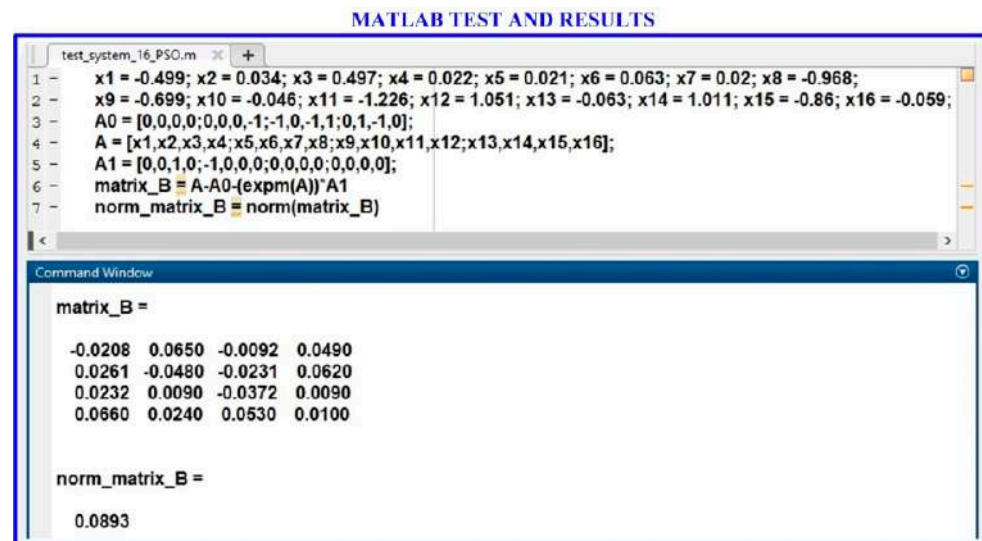 MATLAB TEST AND RESULTS
test_system_16_PSO.m × +
1 - x1 = -0.499; x2 = 0.034; x3 = 0.497; x4 = 0.022; x5 = 0.021; x6 = 0.063; x7 = 0.02; x8 = -0.968;
2 - x9 = -0.699; x10 = -0.046; x11 = -1.226; x12 = 1.051; x13 = -0.063; x14 = 1.011; x15 = -0.86; x16 = -0.059;
3 - A0 = [0,0,0,0;0,0,0,-1;-1,0,-1,1;0,1,-1,0];
4 - A = [x1,x2,x3,x4;x5,x6,x7,x8;x9,x10,x11,x12;x13,x14,x15,x16];
5 - A1 = [0,0,1,0;-1,0,0,0;0,0,0,0;0,0,0,0];
6 - matrix_B = A-A0-(expm(A))*A1
7 - norm_matrix_B = norm(matrix_B)
Command Window
matrix_B =
-0.0208 0.0650 -0.0092 0.0490
0.0261 -0.0480 -0.0231 0.0620
0.0232 0.0090 -0.0372 0.0090
0.0660 0.0240 0.0530 0.0100
norm_matrix_B =
0.0893